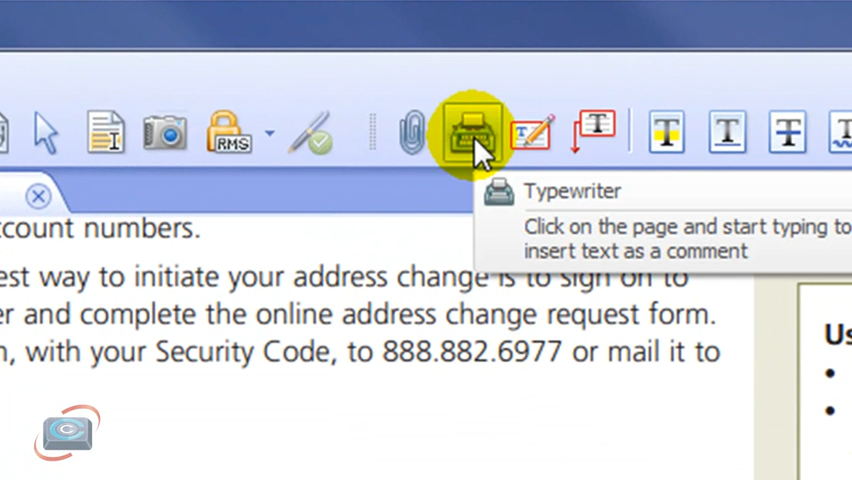 RMS
T
T
T
T
T
Typewriter
Click on the page and start typing to
insert text as a comment
account numbers.
est way to initiate your address change is to sign on to
er and complete the online address change request form.
n, with your Security Code, to 888.882.6977 or mail it to
Us